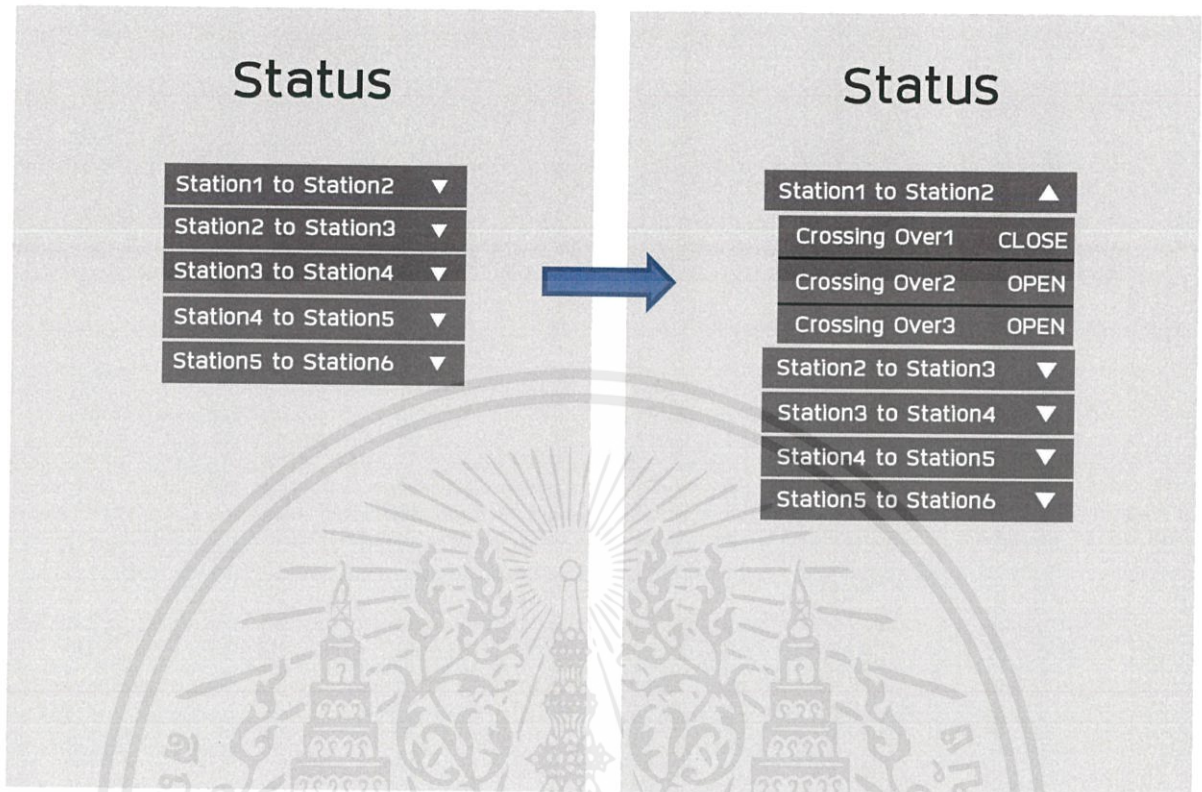 Status
Station1 to Station2 ▼
Station2 to Station3 ▼
Station3 to Station4 ▼
Station4 to Station5 ▼
Station5 to Station6 ▼
Status
Station1 to Station2 ▲
Crossing Over1 CLOSE
Crossing Over2 OPEN
Crossing Over3 OPEN
Station2 to Station3 ▼
Station3 to Station4 ▼
Station4 to Station5 ▼
Station5 to Station6 ▼